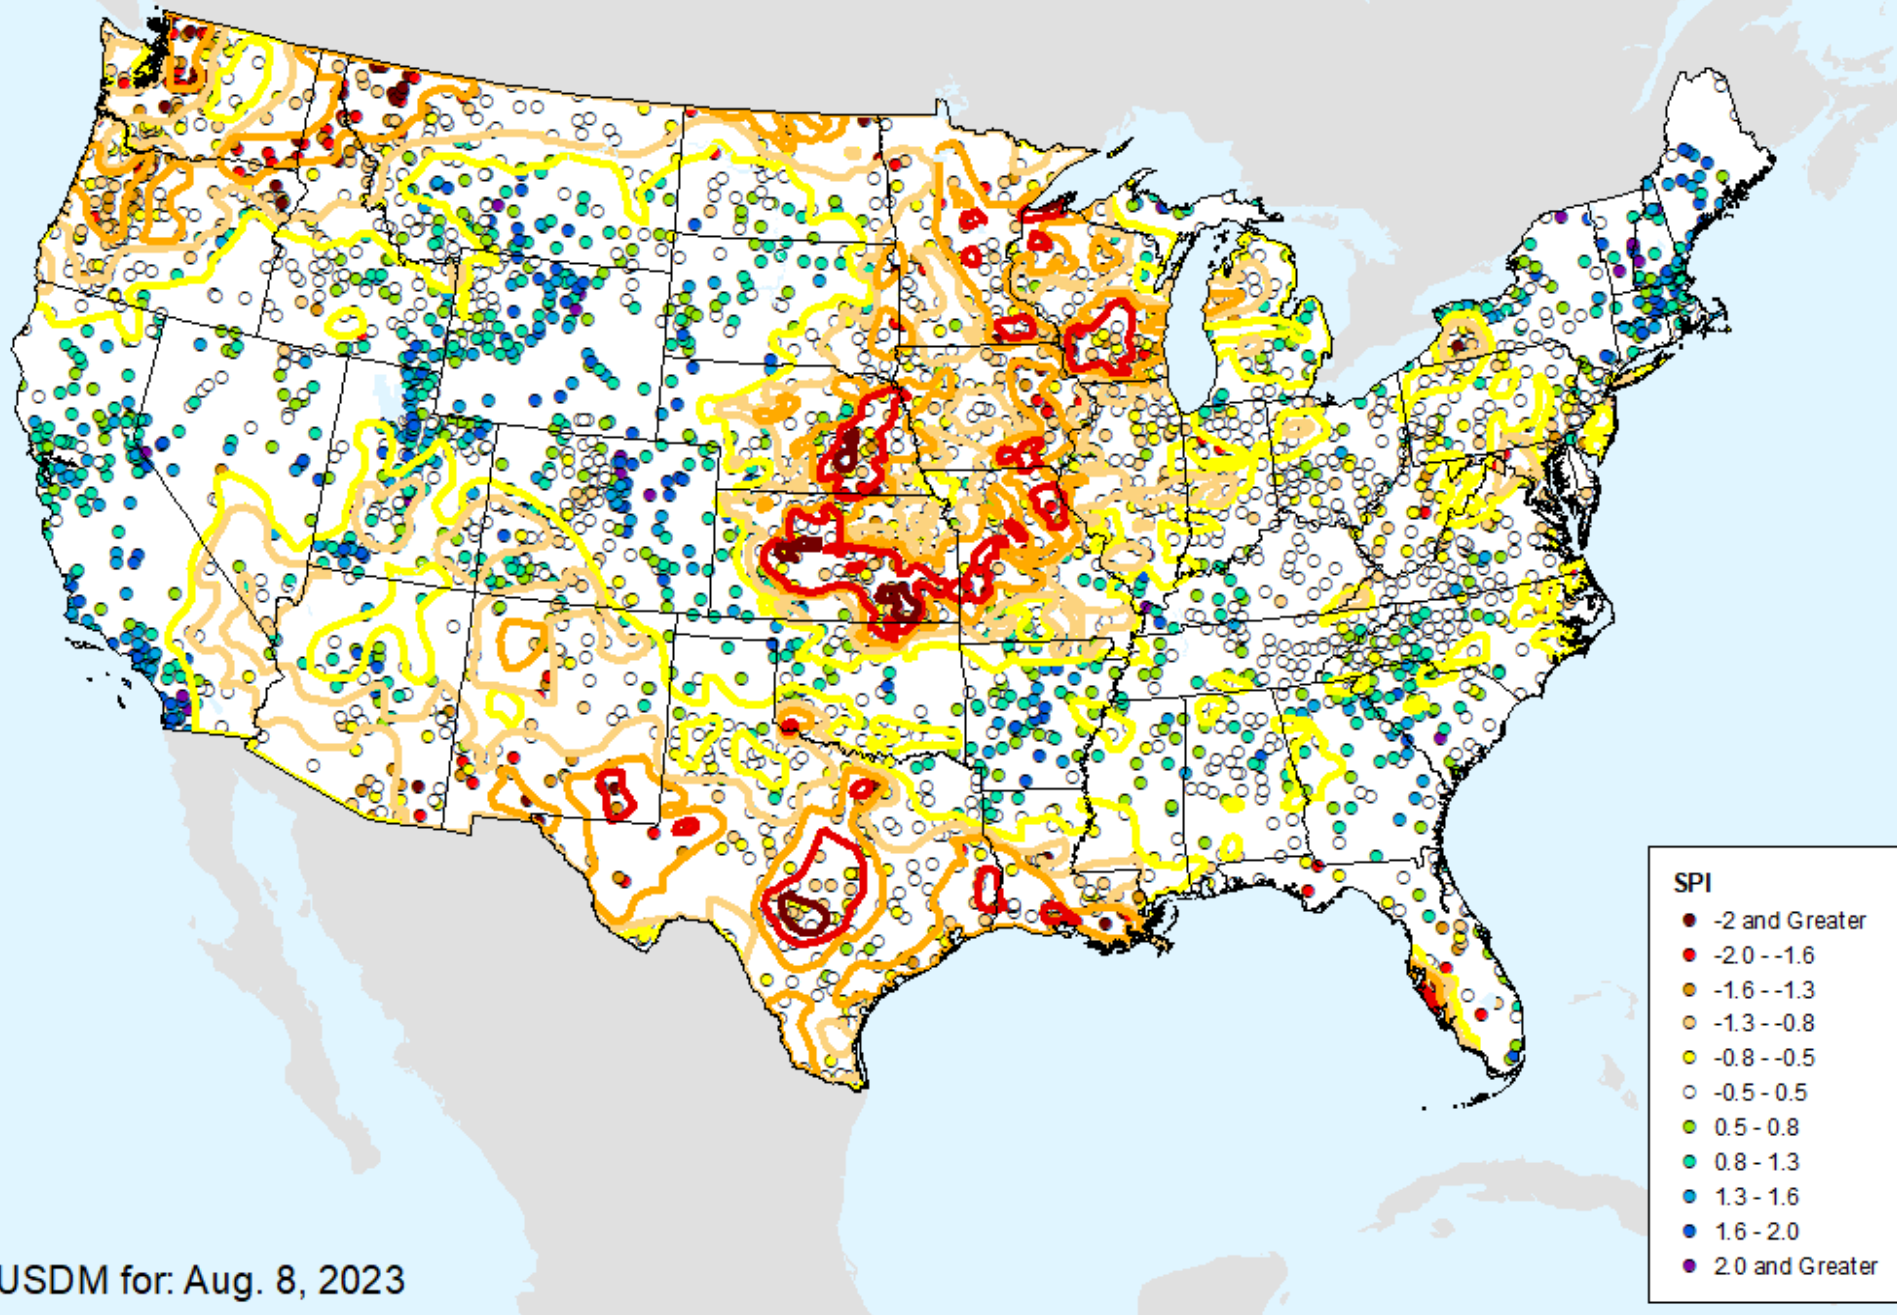 SPI
-2 and Greater
-2.0 - -1.6
-1.6 - -1.3
-1.3 - -0.8
-0.8 - -0.5
-0.5 - 0.5
0.5 - 0.8
0.8 - 1.3
1.3 - 1.6
1.6 - 2.0
2.0 and Greater
USDM for: Aug. 8, 2023